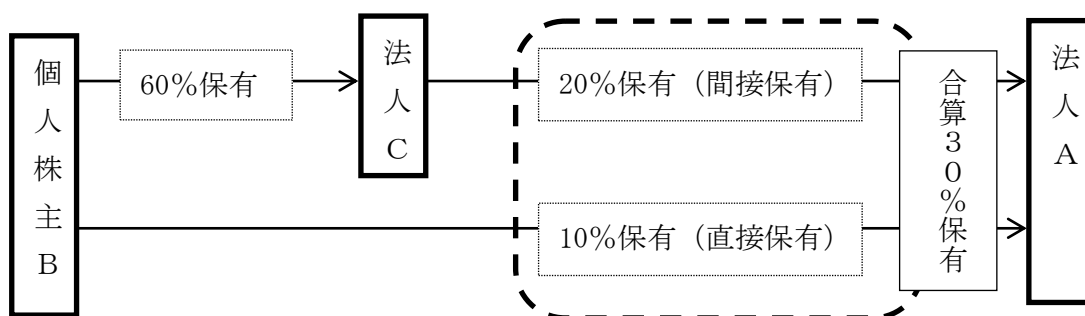 個人株主Ｂ
60％保有
法人Ｃ
20％保有（間接保有）
10％保有（直接保有）
合算３０％保有
法人Ａ